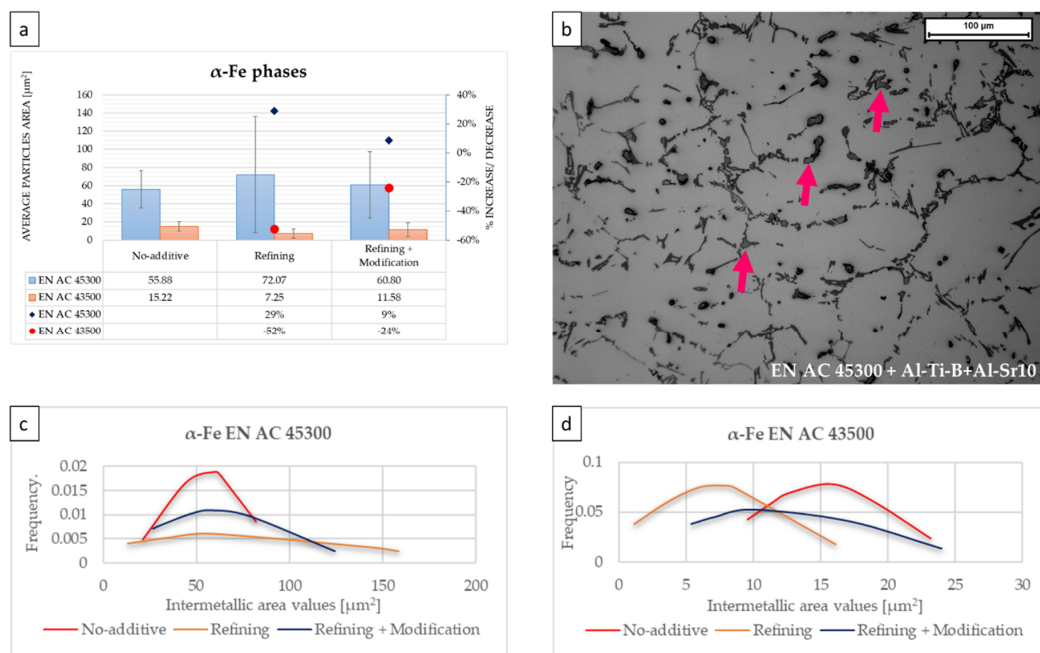 a
α-Fe phases
AVERAGE PARTICLES AREA [μm²]
160
140
120
100
80
60
40
20
0
40%
20%
0%
-20%
-40%
-60%
% INCREASE/ DECREASE
No-additive Refining Refining + Modification
EN AC 45300 55.88 72.07 60.80
EN AC 43500 15.22 7.25 11.58
EN AC 45300 29% 9%
EN AC 43500 -52% -24%
b
100 μm
EN AC 45300 + Al-Ti-B+Al-Sr10
c
α-Fe EN AC 45300
Frequency.
0.02
0.015
0.01
0.005
0
0 50 100 150 200
Intermetallic area values [μm²]
No-additive Refining Refining + Modification
d
α-Fe EN AC 43500
Frequency
0.1
0.05
0
0 5 10 15 20 25 30
Intermetallic area values [μm²]
No-additive Refining Refining + Modification